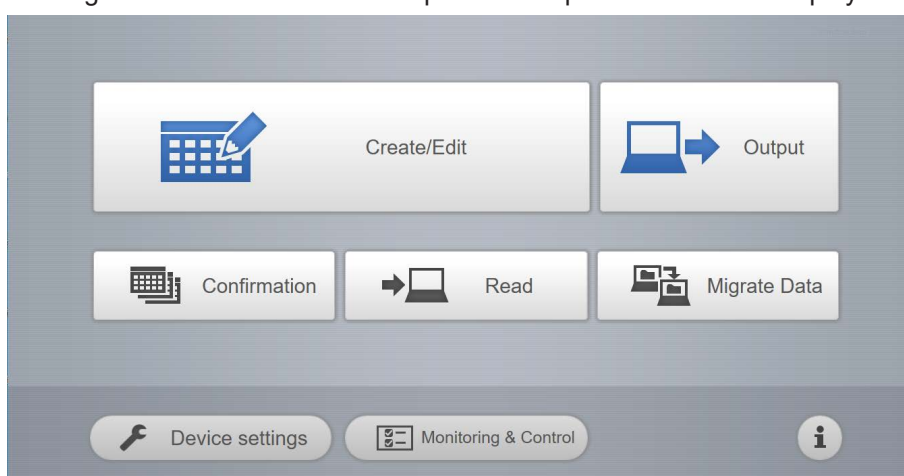 Create/Edit
Output
Confirmation
Read
Migrate Data
Device settings
Monitoring & Control
i